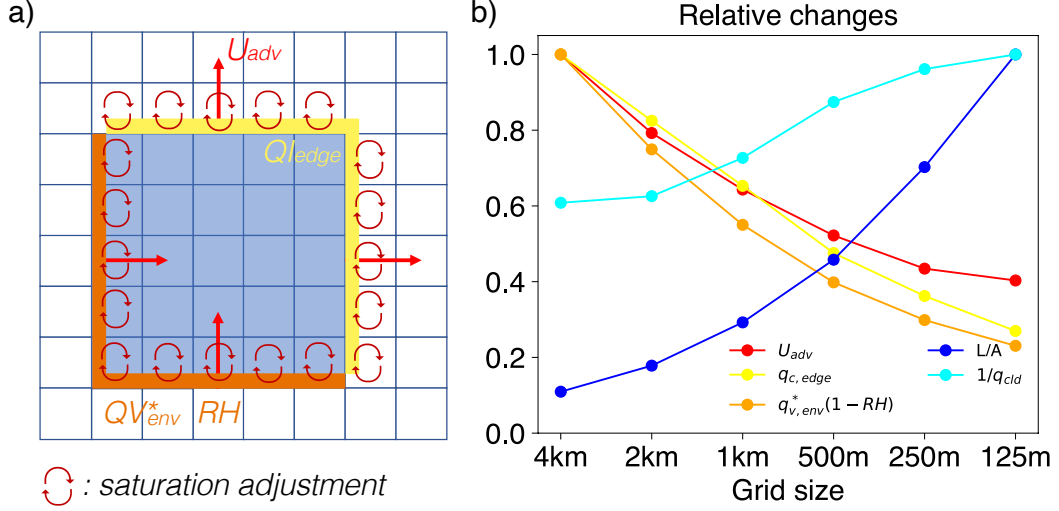 a)
U_adv
QI_edge
QV*_env RH
: saturation adjustment
b)
Relative changes
1.0
0.8
0.6
0.4
0.2
0.0
U_adv
q_c,edge
q*_v,env(1 − RH)
L/A
1/q_cld
4km 2km 1km 500m 250m 125m
Grid size